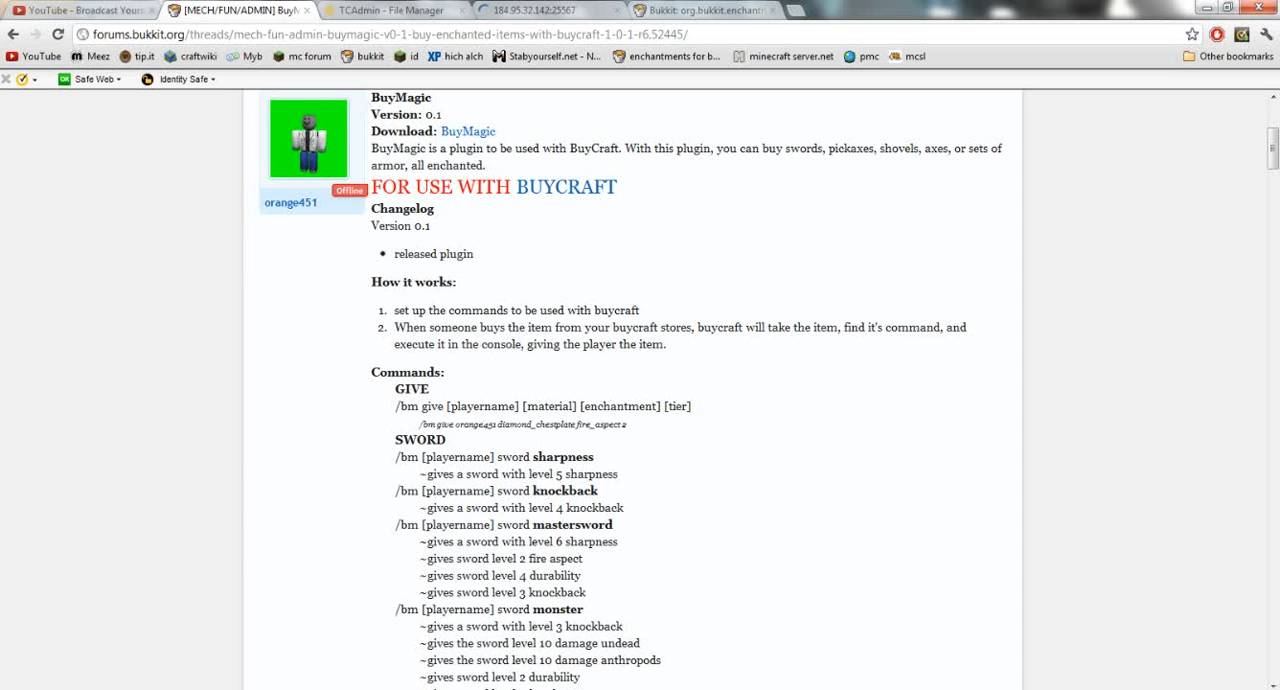 YouTube - Broadcast Yours
[MECH/FUN/ADMIN] BuyM
TCAdmin - File Manager
184.95.32.142:25567
Bukkit: org.bukkit.enchantm
forums.bukkit.org/threads/mech-fun-admin-buymagic-v0-1-buy-enchanted-items-with-buycraft-1-0-1-r6.52445/
YouTube Meez tip.it craftwiki Myb mc forum bukkit id XP hich alch Stabyourself.net - N... enchantments for b... minecraft server.net pmc mcsl Other bookmarks
OK Safe Web Identity Safe
BuyMagic
Version: 0.1
Download: BuyMagic
BuyMagic is a plugin to be used with BuyCraft. With this plugin, you can buy swords, pickaxes, shovels, axes, or sets of
armor, all enchanted.
Offline
FOR USE WITH BUYCRAFT
orange451
Changelog
Version 0.1
• released plugin
How it works:
1. set up the commands to be used with buycraft
2. When someone buys the item from your buycraft stores, buycraft will take the item, find it's command, and
execute it in the console, giving the player the item.
Commands:
GIVE
/bm give [playername] [material] [enchantment] [tier]
/bm give orange451 diamond_chestplate fire_aspect 2
SWORD
/bm [playername] sword sharpness
~gives a sword with level 5 sharpness
/bm [playername] sword knockback
~gives a sword with level 4 knockback
/bm [playername] sword mastersword
~gives a sword with level 6 sharpness
~gives sword level 2 fire aspect
~gives sword level 4 durability
~gives sword level 3 knockback
/bm [playername] sword monster
~gives a sword with level 3 knockback
~gives the sword level 10 damage undead
~gives the sword level 10 damage anthropods
~gives sword level 2 durability